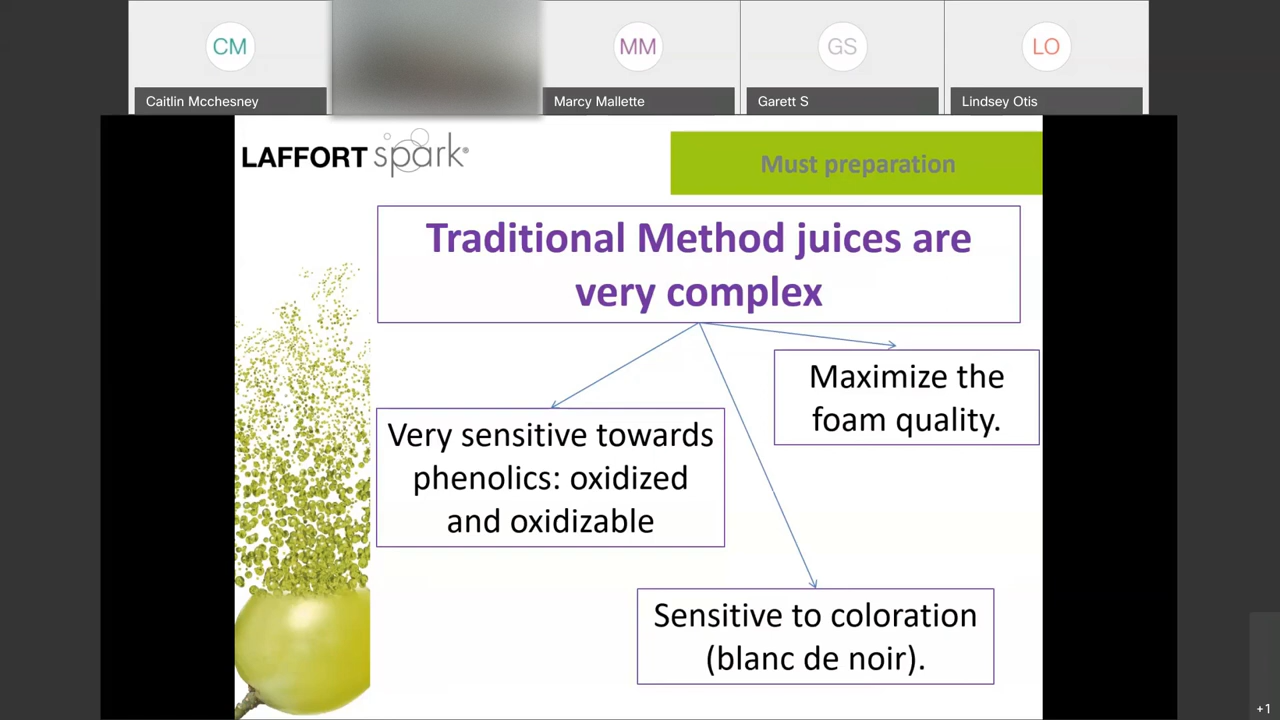 CM
MM
GS
LO
Caitlin Mcchesney
Marcy Mallette
Garett S
Lindsey Otis
LAFFORT spark®
Must preparation
Traditional Method juices are
very complex
Maximize the
foam quality.
Very sensitive towards
phenolics: oxidized
and oxidizable
Sensitive to coloration
(blanc de noir).
+1